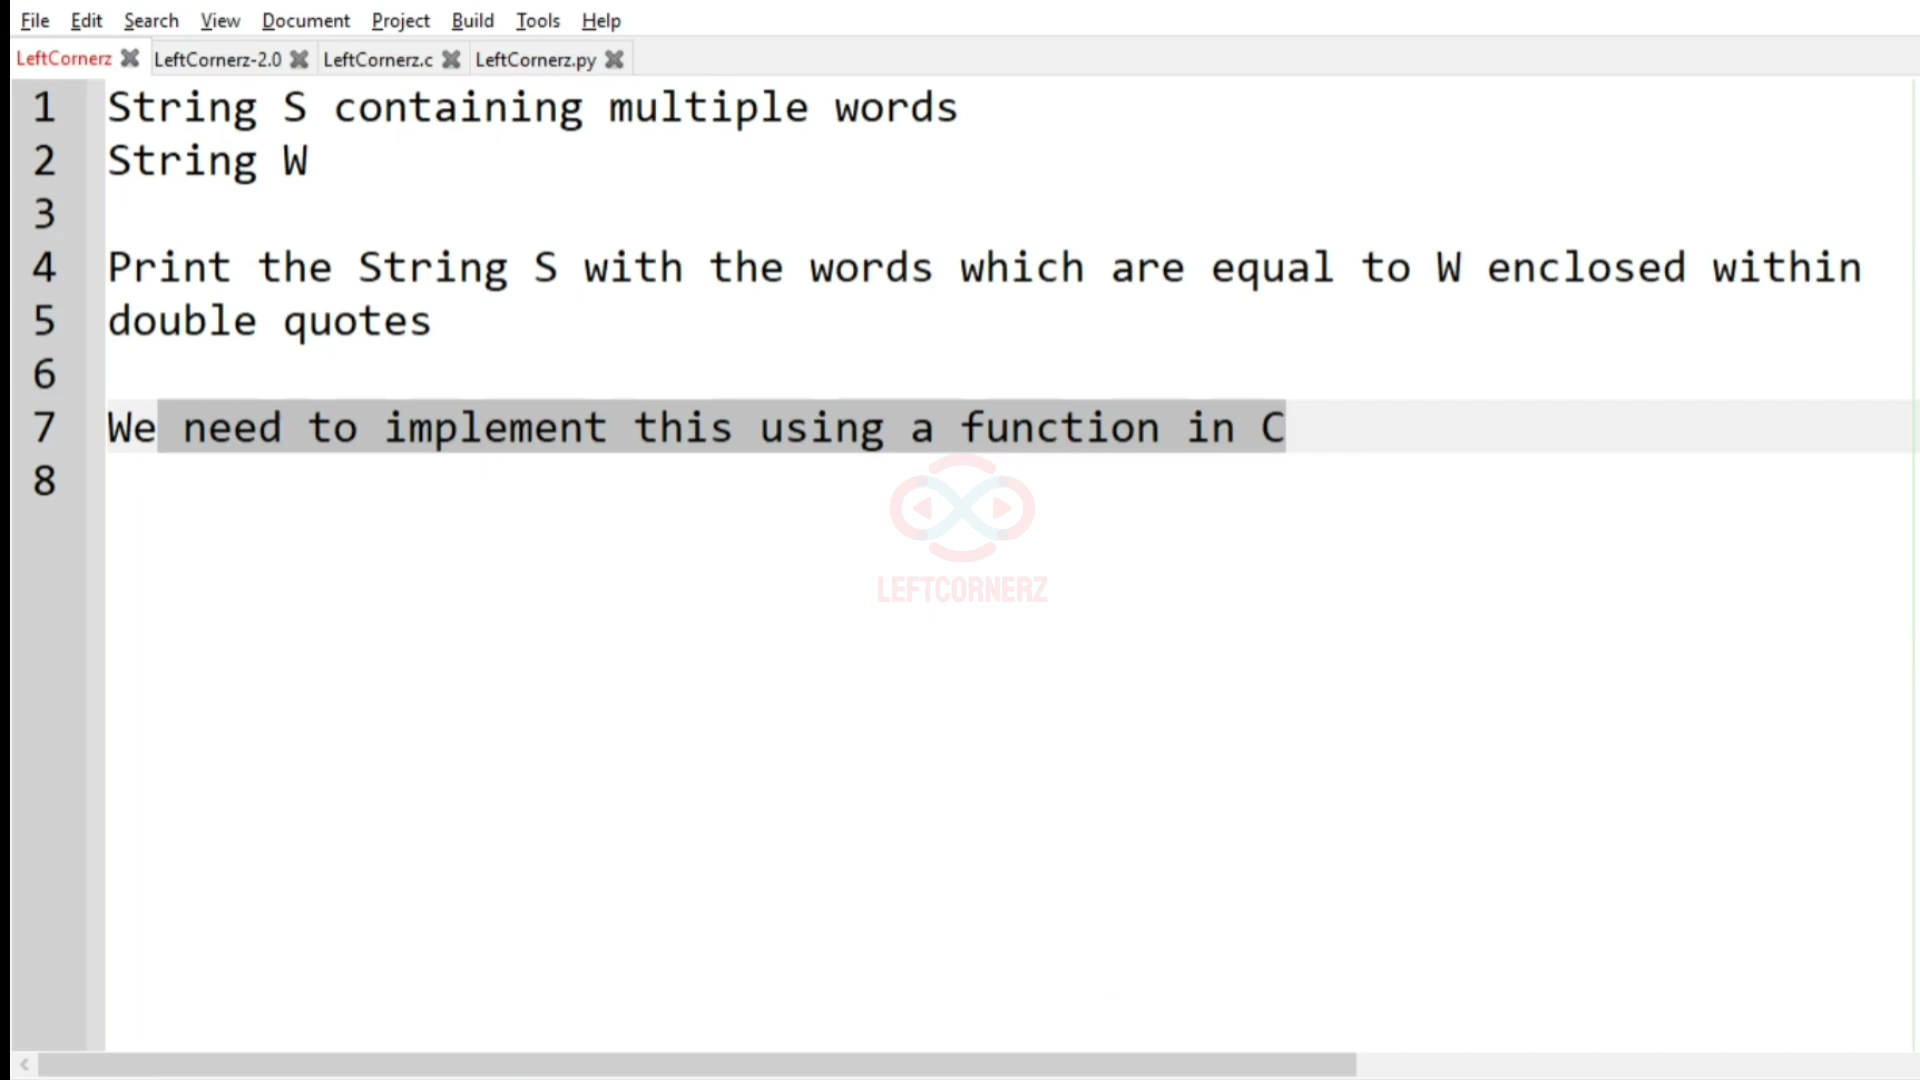 File Edit Search View Document Project Build Tools Help
LeftCornerz LeftCornerz-2.0 LeftCornerz.c LeftCornerz.py
1 String S containing multiple words
2 String W
3
4 Print the String S with the words which are equal to W enclosed within
5 double quotes
6
7 We need to implement this using a function in C
8
LEFTCORNERZ